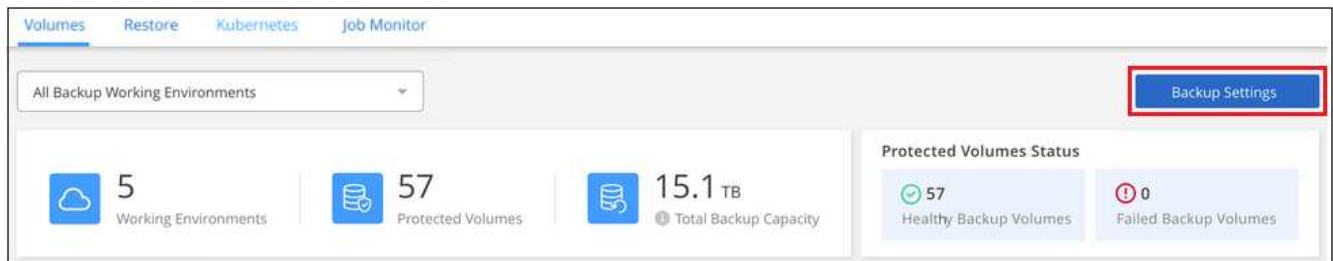 Volumes Restore Kubernetes Job Monitor
All Backup Working Environments
Backup Settings
5
Working Environments
57
Protected Volumes
15.1 TB
Total Backup Capacity
Protected Volumes Status
57
Healthy Backup Volumes
0
Failed Backup Volumes